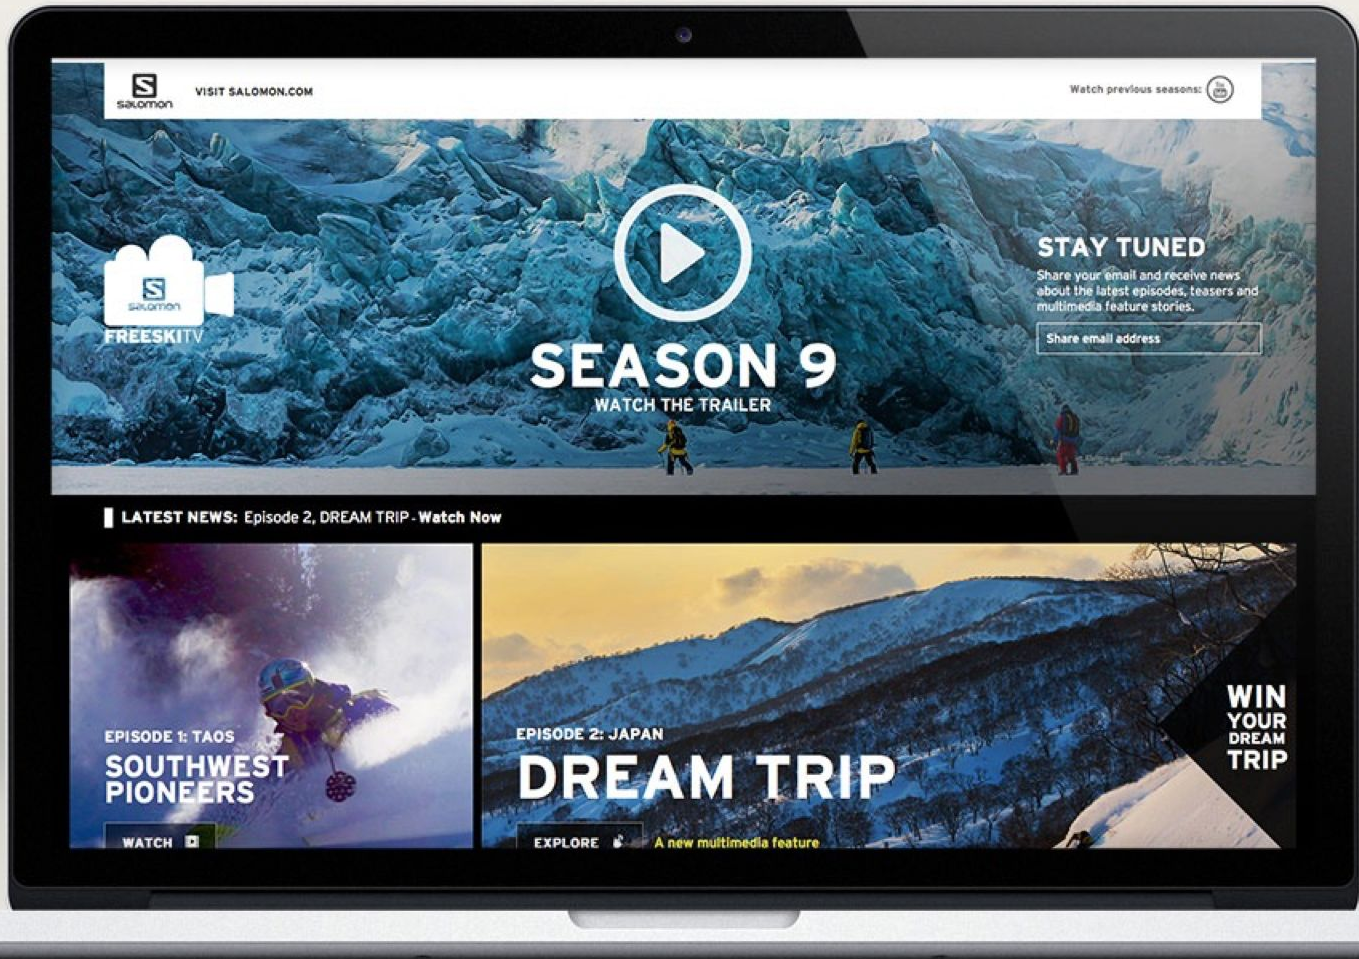 S
salomon
VISIT SALOMON.COM
Watch previous seasons:
You
Tube
S
salomon
FREESKITV
SEASON 9
WATCH THE TRAILER
STAY TUNED
Share your email and receive news
about the latest episodes, teasers and
multimedia feature stories.
Share email address
LATEST NEWS: Episode 2, DREAM TRIP - Watch Now
EPISODE 1: TAOS
SOUTHWEST
PIONEERS
WATCH
EPISODE 2: JAPAN
DREAM TRIP
EXPLORE
A new multimedia feature
WIN
YOUR
DREAM
TRIP